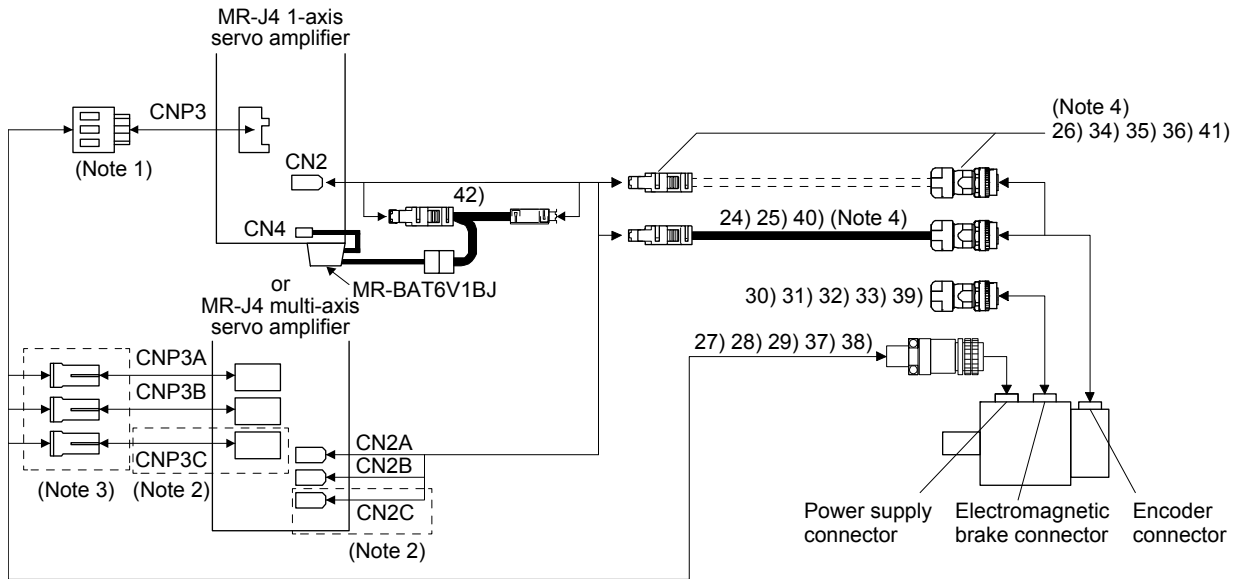 MR-J4 1-axis
servo amplifier
CNP3
(Note 1)
CN2
42)
CN4
MR-BAT6V1BJ
(Note 4)
26) 34) 35) 36) 41)
24) 25) 40) (Note 4)
30) 31) 32) 33) 39)
27) 28) 29) 37) 38)
or
MR-J4 multi-axis
servo amplifier
CNP3A
CNP3B
CNP3C
(Note 3)
(Note 2)
CN2A
CN2B
CN2C
(Note 2)
Power supply
connector
Electromagnetic
brake connector
Encoder
connector